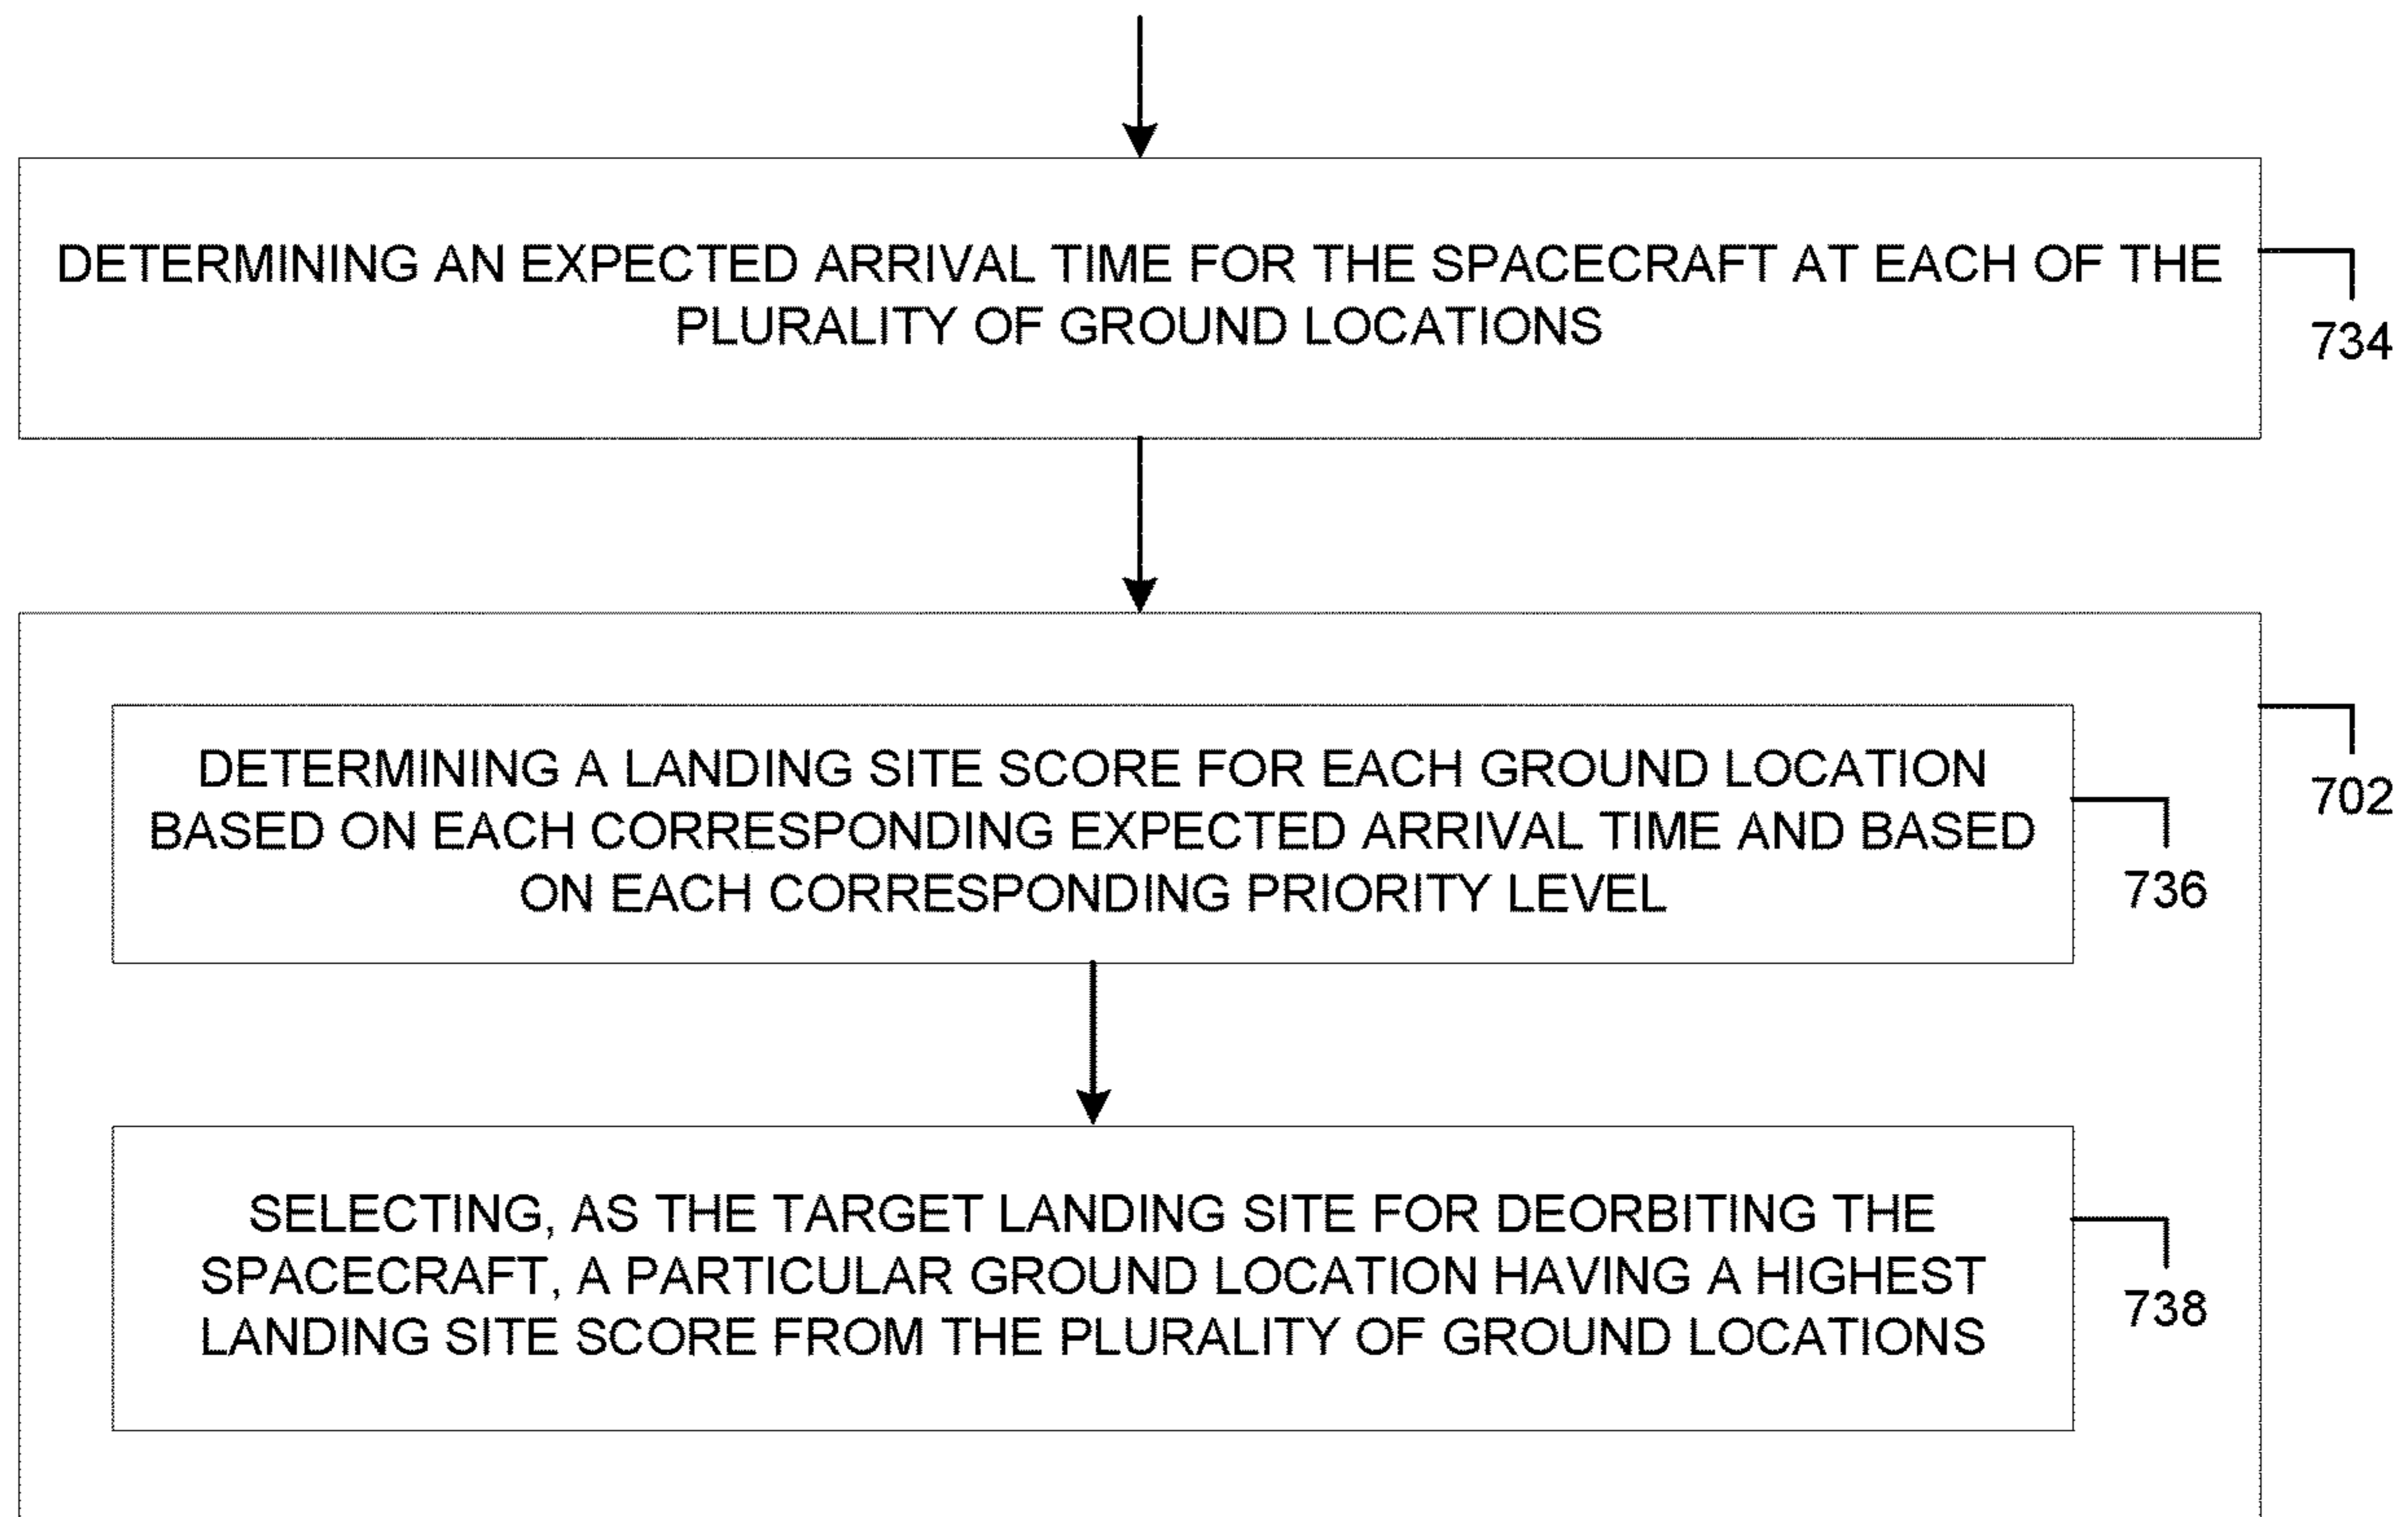 DETERMINING AN EXPECTED ARRIVAL TIME FOR THE SPACECRAFT AT EACH OF THE
PLURALITY OF GROUND LOCATIONS
734
DETERMINING A LANDING SITE SCORE FOR EACH GROUND LOCATION
BASED ON EACH CORRESPONDING EXPECTED ARRIVAL TIME AND BASED
ON EACH CORRESPONDING PRIORITY LEVEL
702
736
SELECTING, AS THE TARGET LANDING SITE FOR DEORBITING THE
SPACECRAFT, A PARTICULAR GROUND LOCATION HAVING A HIGHEST
LANDING SITE SCORE FROM THE PLURALITY OF GROUND LOCATIONS
738